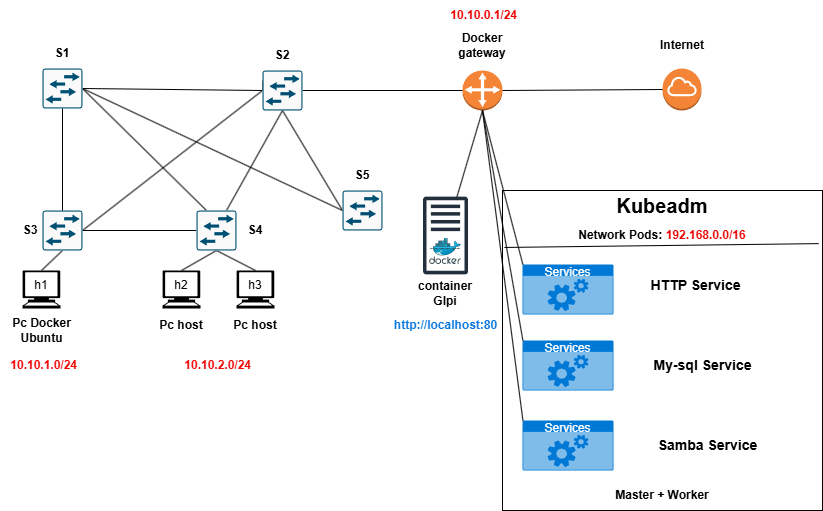 10.10.0.1/24
Docker
gateway
Internet
S1
S2
S5
S3
S4
Kubeadm
Network Pods: 192.168.0.0/16
docker
container
Glpi
http://localhost:80
h1
h2
h3
Pc Docker
Ubuntu
Pc host
Pc host
10.10.1.0/24
10.10.2.0/24
Services
HTTP Service
Services
My-sql Service
Services
Samba Service
Master + Worker